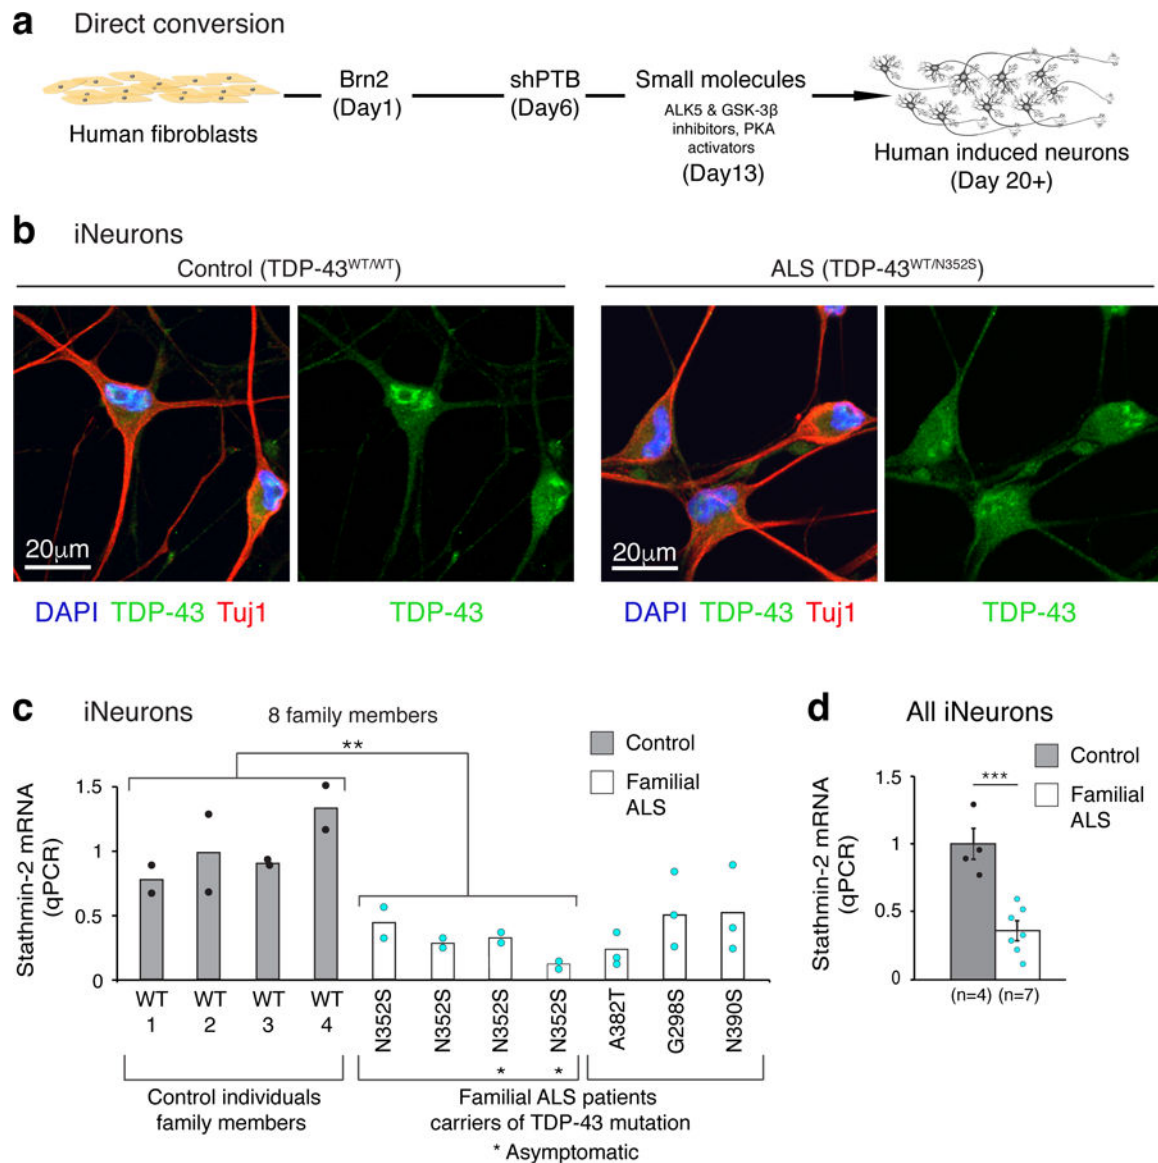 a Direct conversion
Human fibroblasts
Brn2
(Day1)
shPTB
(Day6)
Small molecules
ALK5 & GSK-3β
inhibitors, PKA
activators
(Day13)
Human induced neurons
(Day 20+)
b iNeurons
Control (TDP-43WT/WT)
ALS (TDP-43WT/N352S)
20μm
20μm
DAPI TDP-43 Tuj1
TDP-43
DAPI TDP-43 Tuj1
TDP-43
c iNeurons
8 family members
**
Control
Familial
ALS
Stathmin-2 mRNA
(qPCR)
1.5
1
0.5
0
WT
1
WT
2
WT
3
WT
4
N352S
N352S
N352S
*
N352S
*
A382T
G298S
N390S
Control individuals
family members
Familial ALS patients
carriers of TDP-43 mutation
* Asymptomatic
d All iNeurons
Control
Familial
ALS
***
Stathmin-2 mRNA
(qPCR)
1.5
1
0.5
0
(n=4) (n=7)